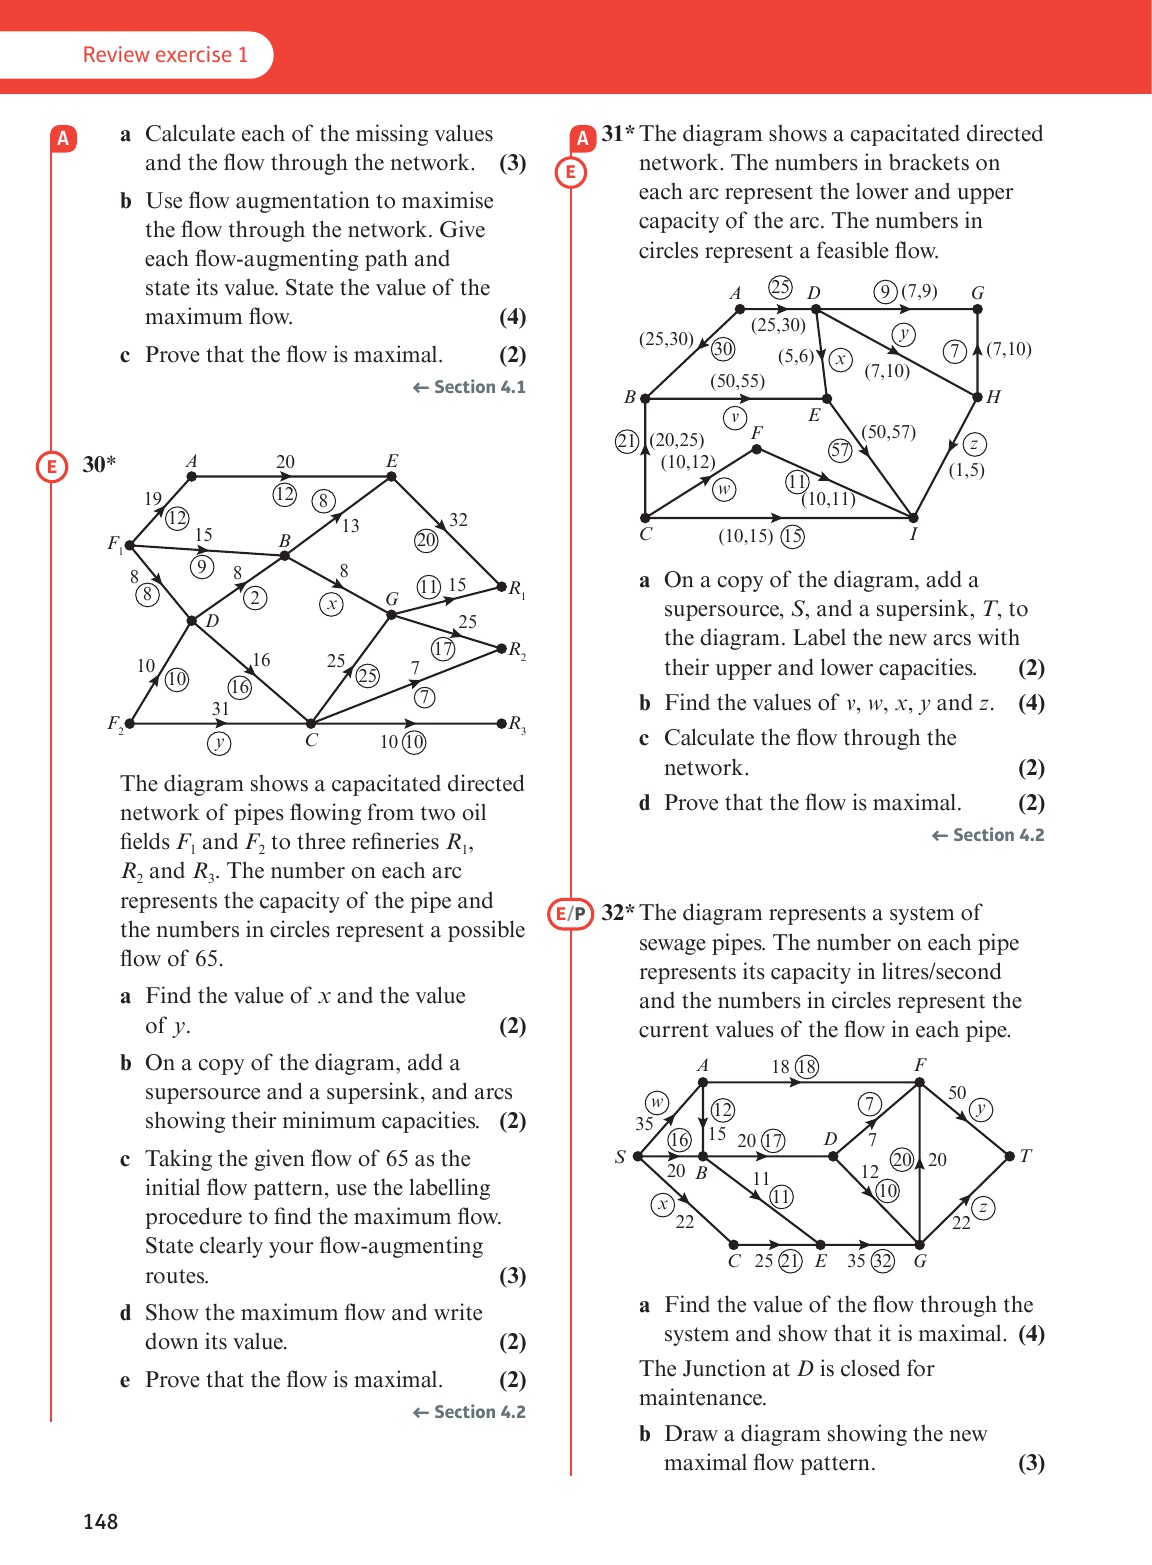 Review exercise 1
A
a Calculate each of the missing values
and the flow through the network. (3)
b Use flow augmentation to maximise
the flow through the network. Give
each flow-augmenting path and
state its value. State the value of the
maximum flow. (4)
c Prove that the flow is maximal. (2)
← Section 4.1
E
30*
A 20 E
12
8
19
12
13
32
15
B
20
F1
9
8
8
8
8
2
x
G
11 15
R1
D
25
17
R2
10
10
16
16
25
25
7
7
31
F2
y
C
10 10
R3
The diagram shows a capacitated directed
network of pipes flowing from two oil
fields F1 and F2 to three refineries R1,
R2 and R3. The number on each arc
represents the capacity of the pipe and
the numbers in circles represent a possible
flow of 65.
a Find the value of x and the value
of y. (2)
b On a copy of the diagram, add a
supersource and a supersink, and arcs
showing their minimum capacities. (2)
c Taking the given flow of 65 as the
initial flow pattern, use the labelling
procedure to find the maximum flow.
State clearly your flow-augmenting
routes. (3)
d Show the maximum flow and write
down its value. (2)
e Prove that the flow is maximal. (2)
← Section 4.2
A
E
31* The diagram shows a capacitated directed
network. The numbers in brackets on
each arc represent the lower and upper
capacity of the arc. The numbers in
circles represent a feasible flow.
A 25 D 9 (7,9) G
(25,30)
(25,30)
30
(5,6) x
y
(7,10)
7 (7,10)
(50,55)
B
v
E
H
21 (20,25)
F
(50,57)
57
z
(10,12)
(1,5)
w
11
(10,11)
C
(10,15) 15
I
a On a copy of the diagram, add a
supersource, S, and a supersink, T, to
the diagram. Label the new arcs with
their upper and lower capacities. (2)
b Find the values of v, w, x, y and z. (4)
c Calculate the flow through the
network. (2)
d Prove that the flow is maximal. (2)
← Section 4.2
E/P
32* The diagram represents a system of
sewage pipes. The number on each pipe
represents its capacity in litres/second
and the numbers in circles represent the
current values of the flow in each pipe.
A 18 18 F
w
35
12
15
7
7
50
y
16
20 17
D
S
20 B
20 20
T
11
11
12
10
x
22
22
z
C 25 21 E 35 32 G
a Find the value of the flow through the
system and show that it is maximal. (4)
The Junction at D is closed for
maintenance.
b Draw a diagram showing the new
maximal flow pattern. (3)
148